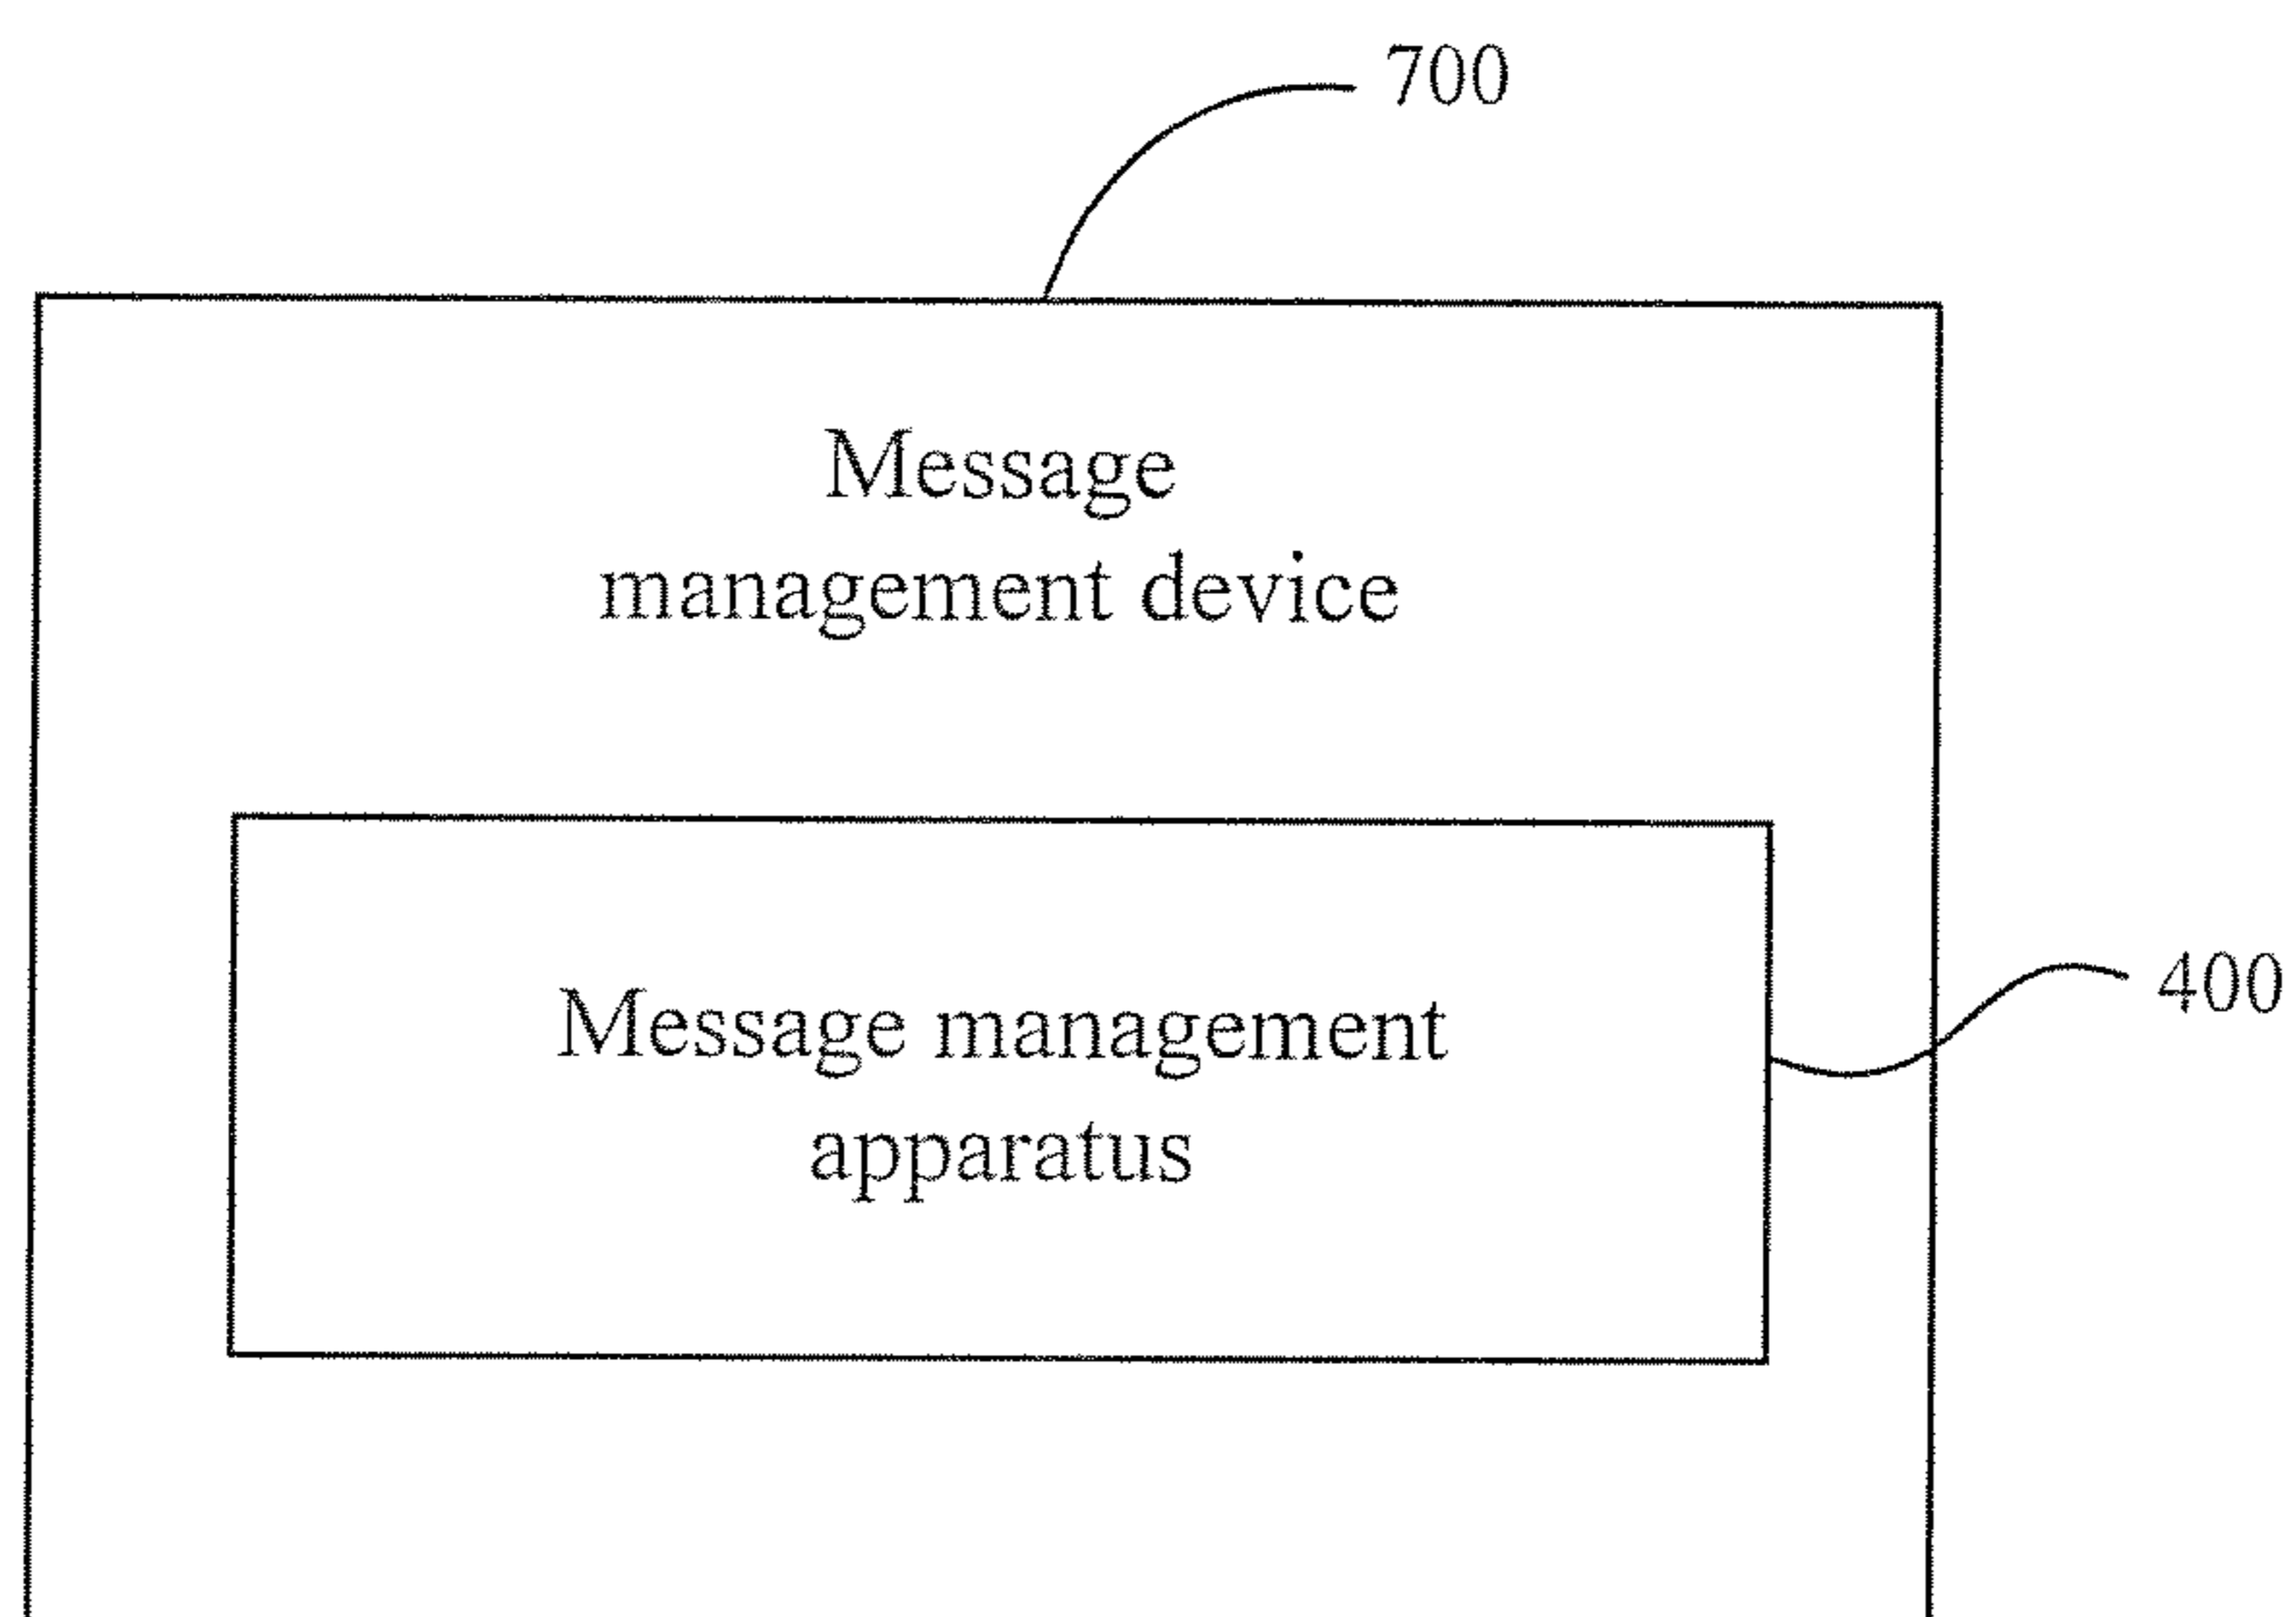 700
Message
management device
Message management
apparatus
400